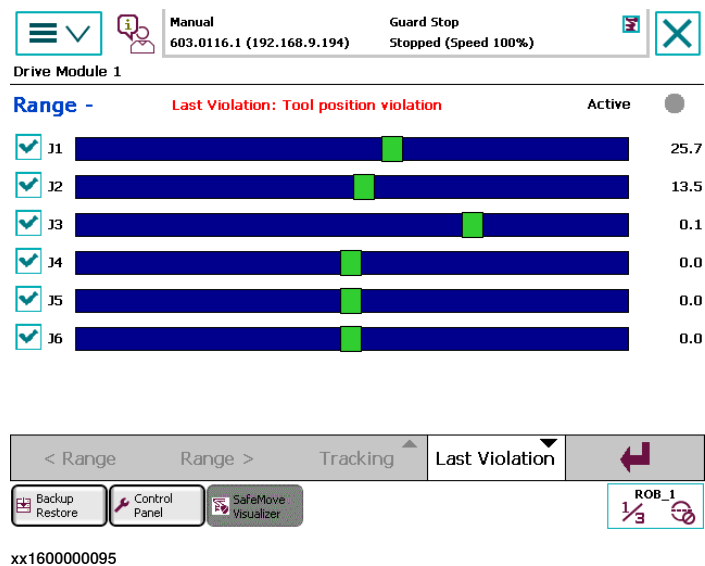 Manual
Guard Stop
603.0116.1 (192.168.9.194)
Stopped (Speed 100%)
Drive Module 1
Range -
Last Violation: Tool position violation
Active
J1
25.7
J2
13.5
J3
0.1
J4
0.0
J5
0.0
J6
0.0
< Range
Range >
Tracking
Last Violation
Backup
Restore
Control
Panel
SafeMove
Visualizer
ROB_1
1/3
xx1600000095